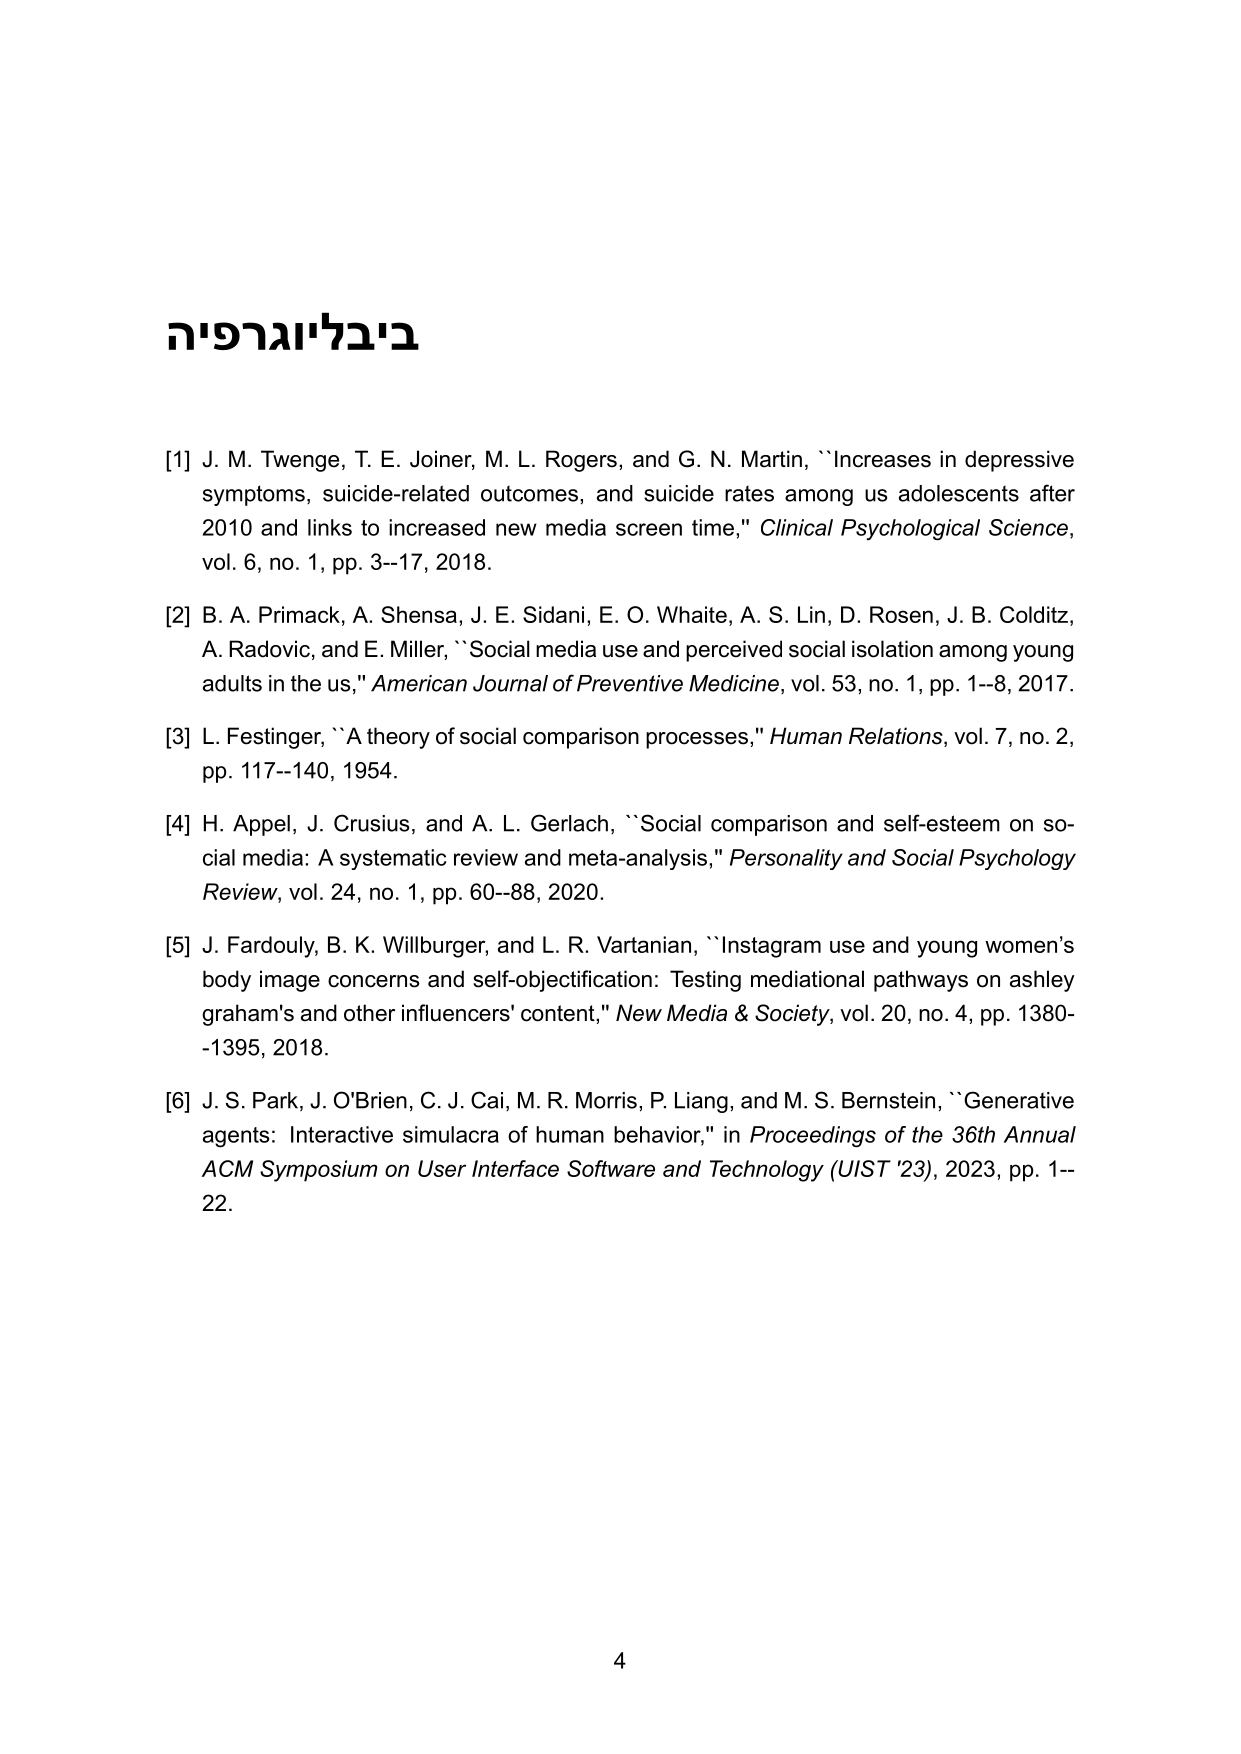 ביבליוגרפיה
[1] J. M. Twenge, T. E. Joiner, M. L. Rogers, and G. N. Martin, ``Increases in depressive
symptoms, suicide-related outcomes, and suicide rates among us adolescents after
2010 and links to increased new media screen time,'' Clinical Psychological Science,
vol. 6, no. 1, pp. 3--17, 2018.
[2] B. A. Primack, A. Shensa, J. E. Sidani, E. O. Whaite, A. S. Lin, D. Rosen, J. B. Colditz,
A. Radovic, and E. Miller, ``Social media use and perceived social isolation among young
adults in the us,'' American Journal of Preventive Medicine, vol. 53, no. 1, pp. 1--8, 2017.
[3] L. Festinger, ``A theory of social comparison processes,'' Human Relations, vol. 7, no. 2,
pp. 117--140, 1954.
[4] H. Appel, J. Crusius, and A. L. Gerlach, ``Social comparison and self-esteem on so-
cial media: A systematic review and meta-analysis,'' Personality and Social Psychology
Review, vol. 24, no. 1, pp. 60--88, 2020.
[5] J. Fardouly, B. K. Willburger, and L. R. Vartanian, ``Instagram use and young women’s
body image concerns and self-objectification: Testing mediational pathways on ashley
graham's and other influencers' content,'' New Media & Society, vol. 20, no. 4, pp. 1380-
-1395, 2018.
[6] J. S. Park, J. O'Brien, C. J. Cai, M. R. Morris, P. Liang, and M. S. Bernstein, ``Generative
agents: Interactive simulacra of human behavior,'' in Proceedings of the 36th Annual
ACM Symposium on User Interface Software and Technology (UIST '23), 2023, pp. 1--
22.
4